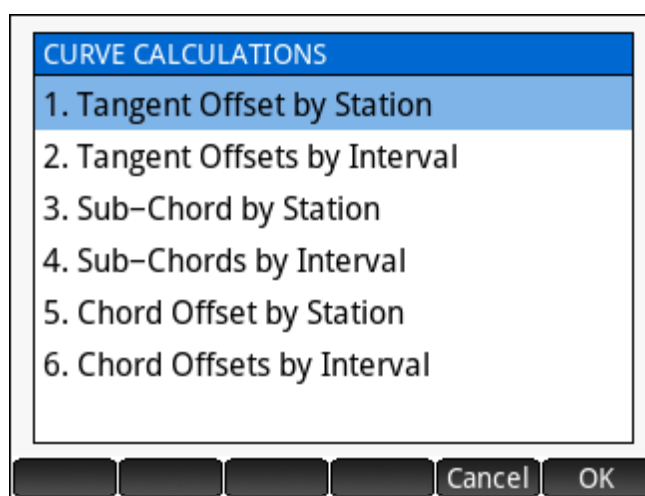 CURVE CALCULATIONS
1. Tangent Offset by Station
2. Tangent Offsets by Interval
3. Sub−Chord by Station
4. Sub−Chords by Interval
5. Chord Offset by Station
6. Chord Offsets by Interval
Cancel OK